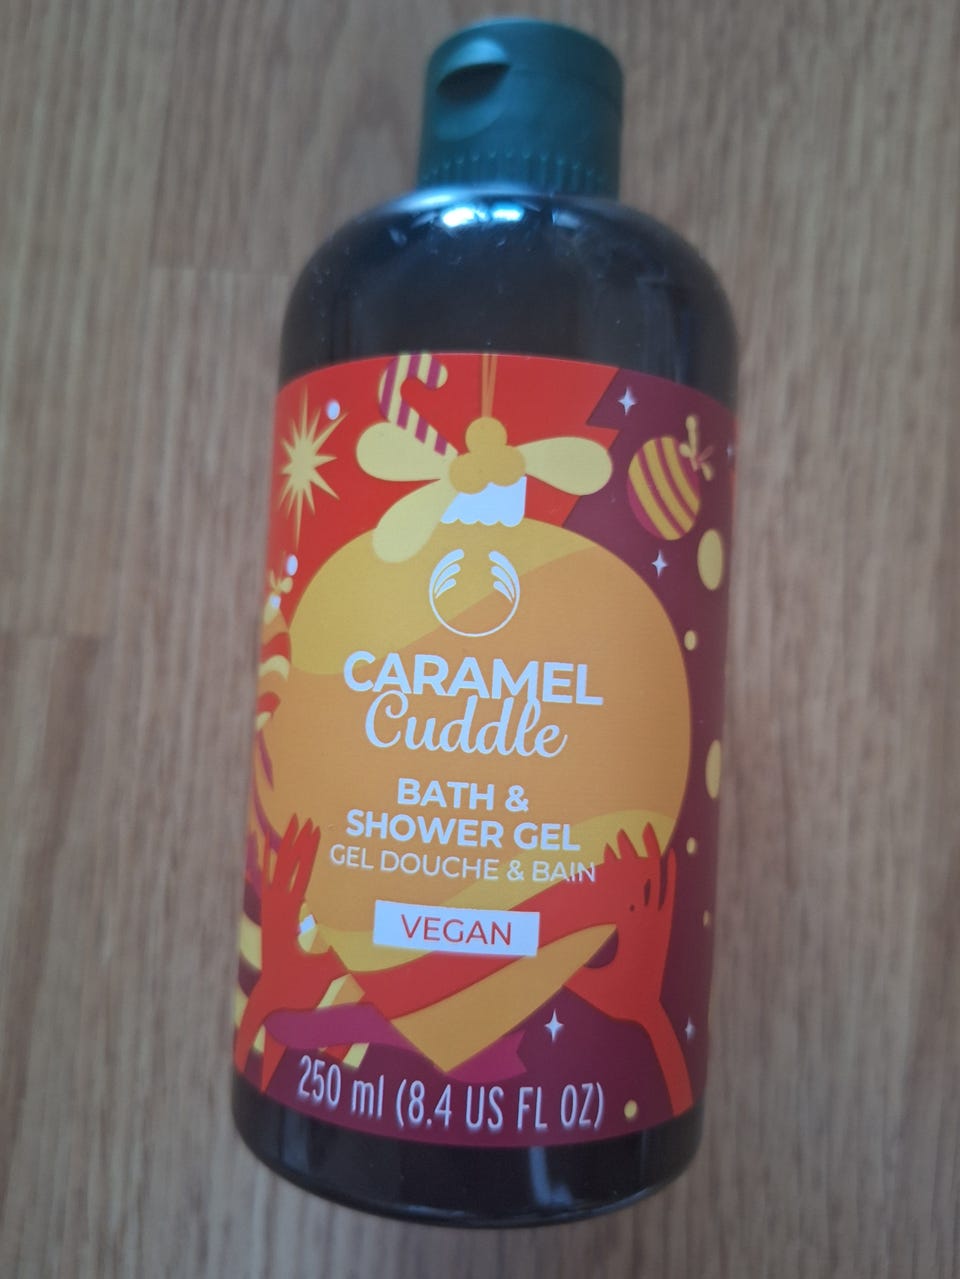 CARAMEL
Cuddle
BATH &
SHOWER GEL
GEL DOUCHE & BAIN
VEGAN
250 ml (8.4 US FL OZ)